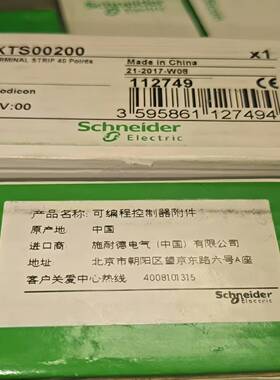 XTS00200
TERMINAL STRIP 40 Points
Made in China
X1
21-2017-W08
112749
CE
V:00
3 595861 127494
Schneider
Electric
产品名称: 可编程控制器附件
原产地: 中国
进口商 施耐德电气（中国）有限公司
地址: 北京市朝阳区望京东路六号A座
客户关爱中心热线 4008101315
Schneider
Electric